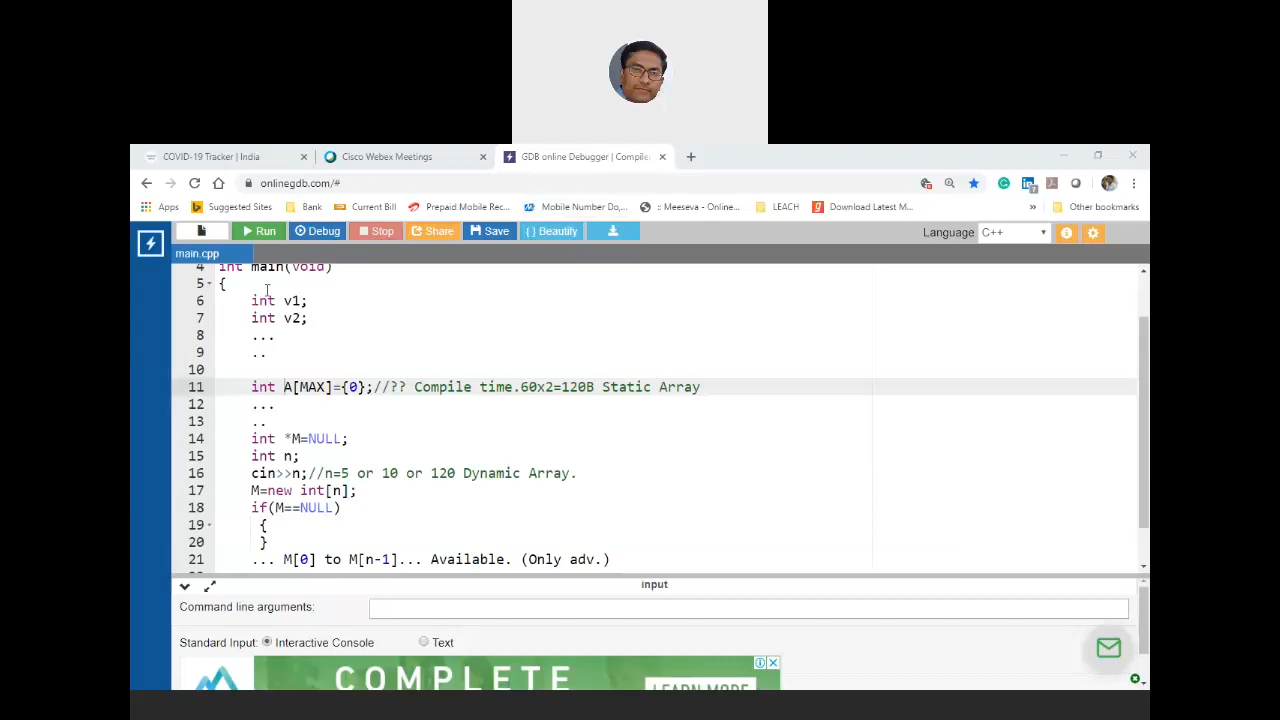 COVID-19 Tracker | India
Cisco Webex Meetings
GDB online Debugger | Compile
onlinegdb.com/#
Apps
Suggested Sites
Bank
Current Bill
Prepaid Mobile Rec...
Mobile Number Do,...
:: Meeseva - Online...
LEACH
Download Latest M...
»
Other bookmarks
Run
Debug
Stop
Share
Save
{ } Beautify
Language C++
main.cpp
4 int main(void)
5 {
6 int v1;
7 int v2;
8 ...
9 ..
10
11 int A[MAX]={0};//?? Compile time.60x2=120B Static Array
12 ...
13 ..
14 int *M=NULL;
15 int n;
16 cin>>n;//n=5 or 10 or 120 Dynamic Array.
17 M=new int[n];
18 if(M==NULL)
19 {
20 }
21 ... M[0] to M[n-1]... Available. (Only adv.)
input
Command line arguments:
Standard Input: Interactive Console Text
COMPLETE
LEARN MORE